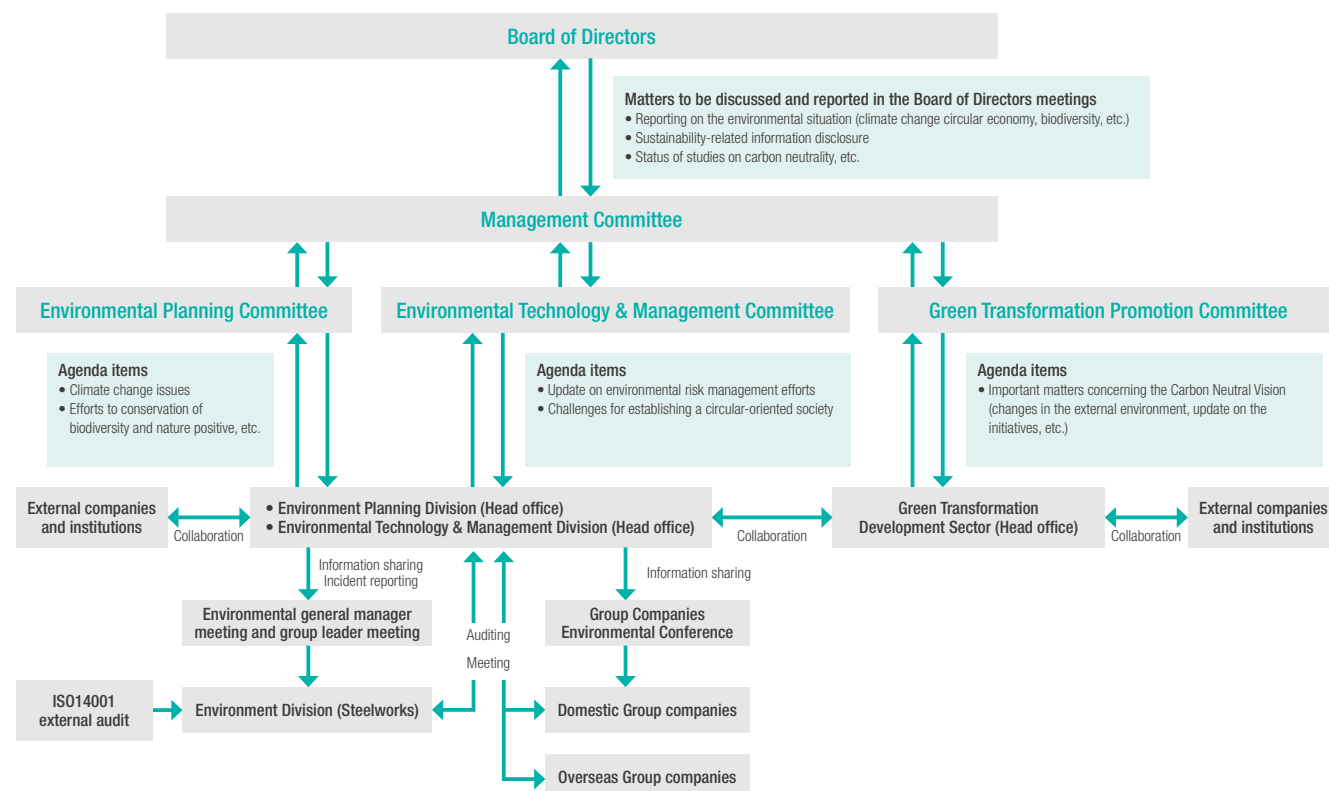 Board of Directors
Matters to be discussed and reported in the Board of Directors meetings
• Reporting on the environmental situation (climate change circular economy, biodiversity, etc.)
• Sustainability-related information disclosure
• Status of studies on carbon neutrality, etc.
Management Committee
Environmental Planning Committee
Environmental Technology & Management Committee
Green Transformation Promotion Committee
Agenda items
• Climate change issues
• Efforts to conservation of
biodiversity and nature positive, etc.
Agenda items
• Update on environmental risk management efforts
• Challenges for establishing a circular-oriented society
Agenda items
• Important matters concerning the Carbon Neutral Vision
(changes in the external environment, update on the
initiatives, etc.)
External companies
and institutions
Collaboration
• Environment Planning Division (Head office)
• Environmental Technology & Management Division (Head office)
Collaboration
Green Transformation
Development Sector (Head office)
Collaboration
External companies
and institutions
Information sharing
Incident reporting
Information sharing
Environmental general manager
meeting and group leader meeting
Auditing
Meeting
Group Companies
Environmental Conference
ISO14001
external audit
Environment Division (Steelworks)
Domestic Group companies
Overseas Group companies